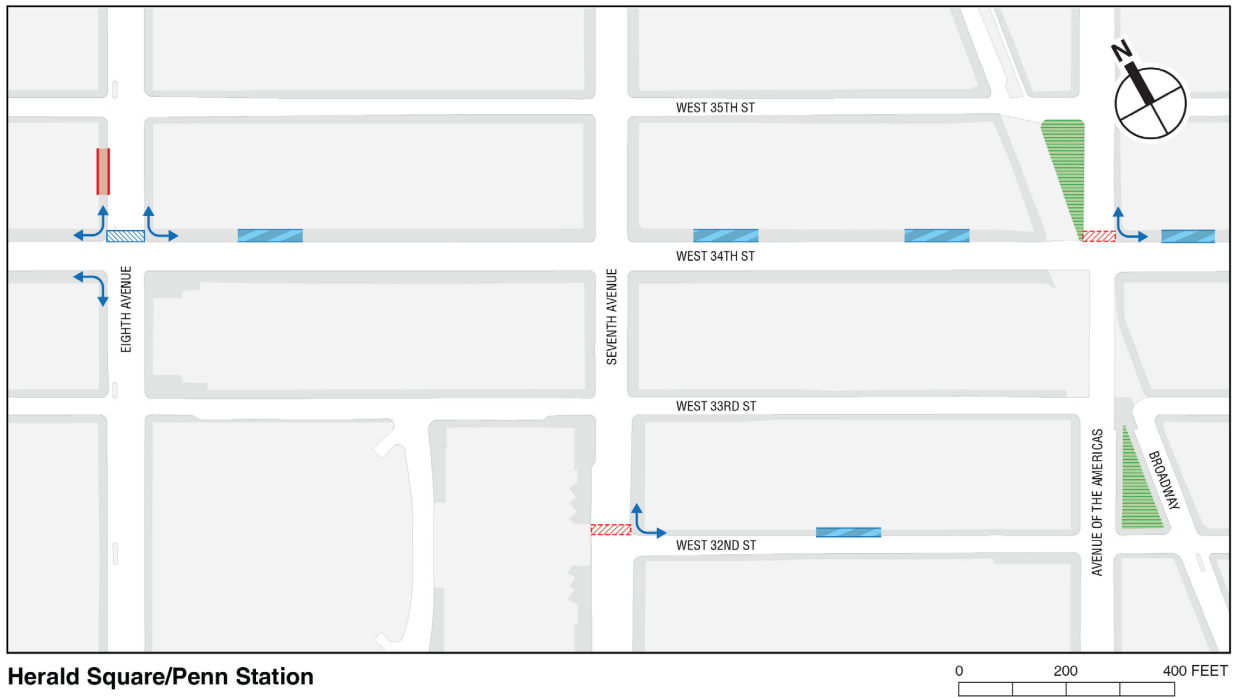 N
WEST 35TH ST
WEST 34TH ST
EIGHTH AVENUE
SEVENTH AVENUE
WEST 33RD ST
AVENUE OF THE AMERICAS
BROADWAY
WEST 32ND ST
Herald Square/Penn Station
0 200 400 FEET